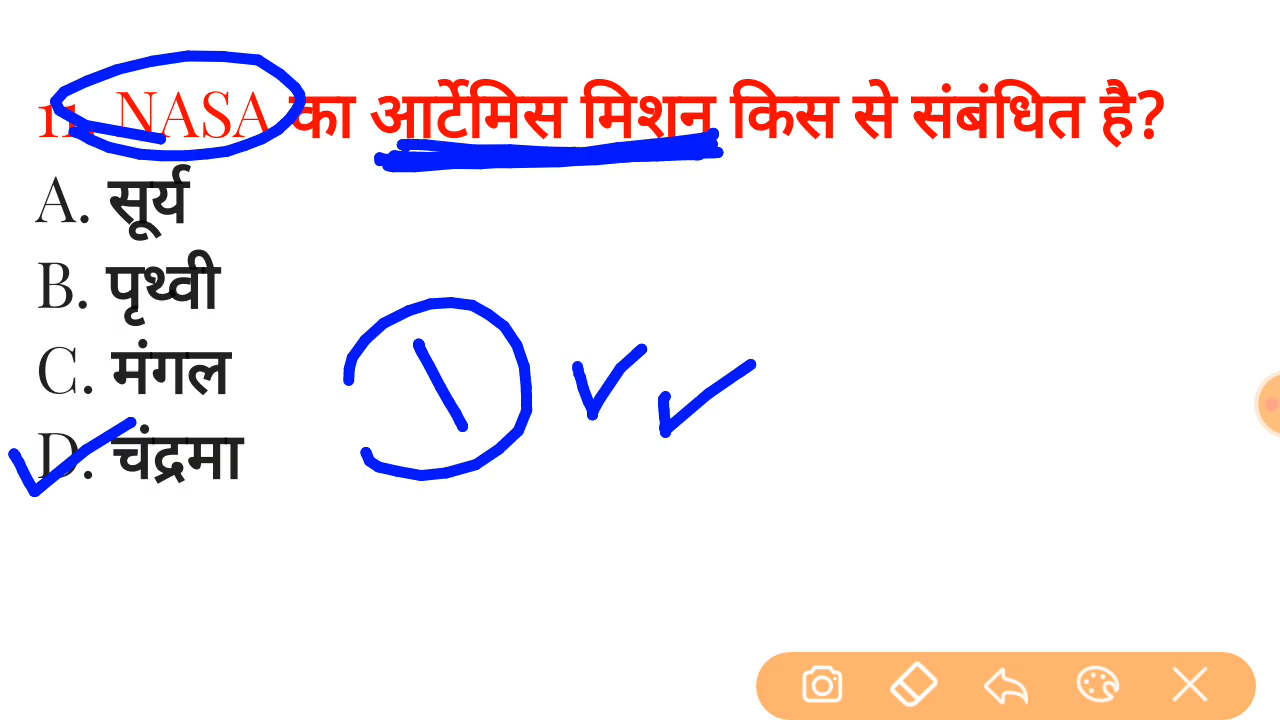 11. NASA का आर्टेमिस मिशन किस से संबंधित है?
A. सूर्य
B. पृथ्वी
C. मंगल
D. चंद्रमा
D